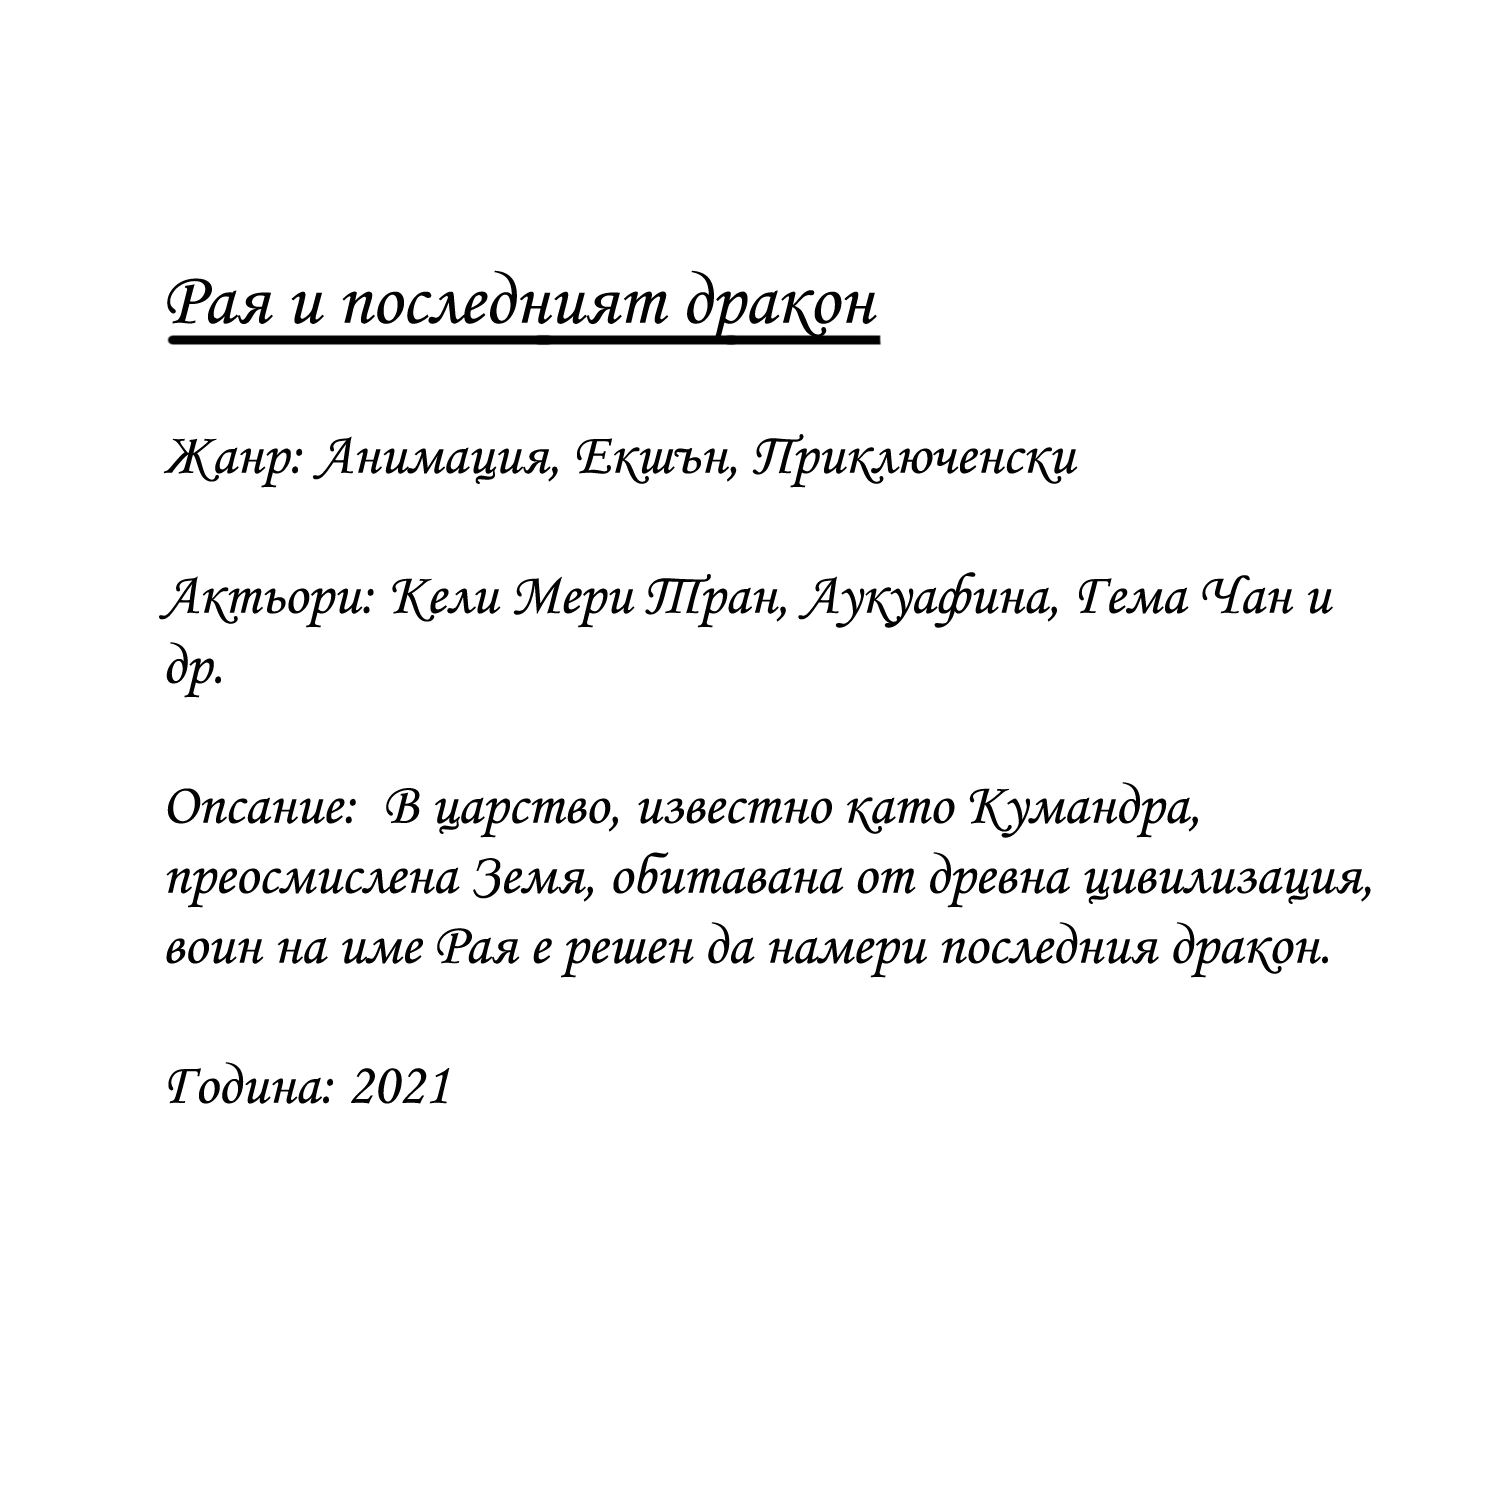 Рая и последният дракон
Жанр: Анимация, Екшън, Приключенски
Актьори: Кели Мери Тран, Аукуафина, Гема Чан и
др.
Опсание: В царство, известно като Кумандра,
преосмислена Земя, обитавана от древна цивилизация,
воин на име Рая е решен да намери последния дракон.
Година: 2021